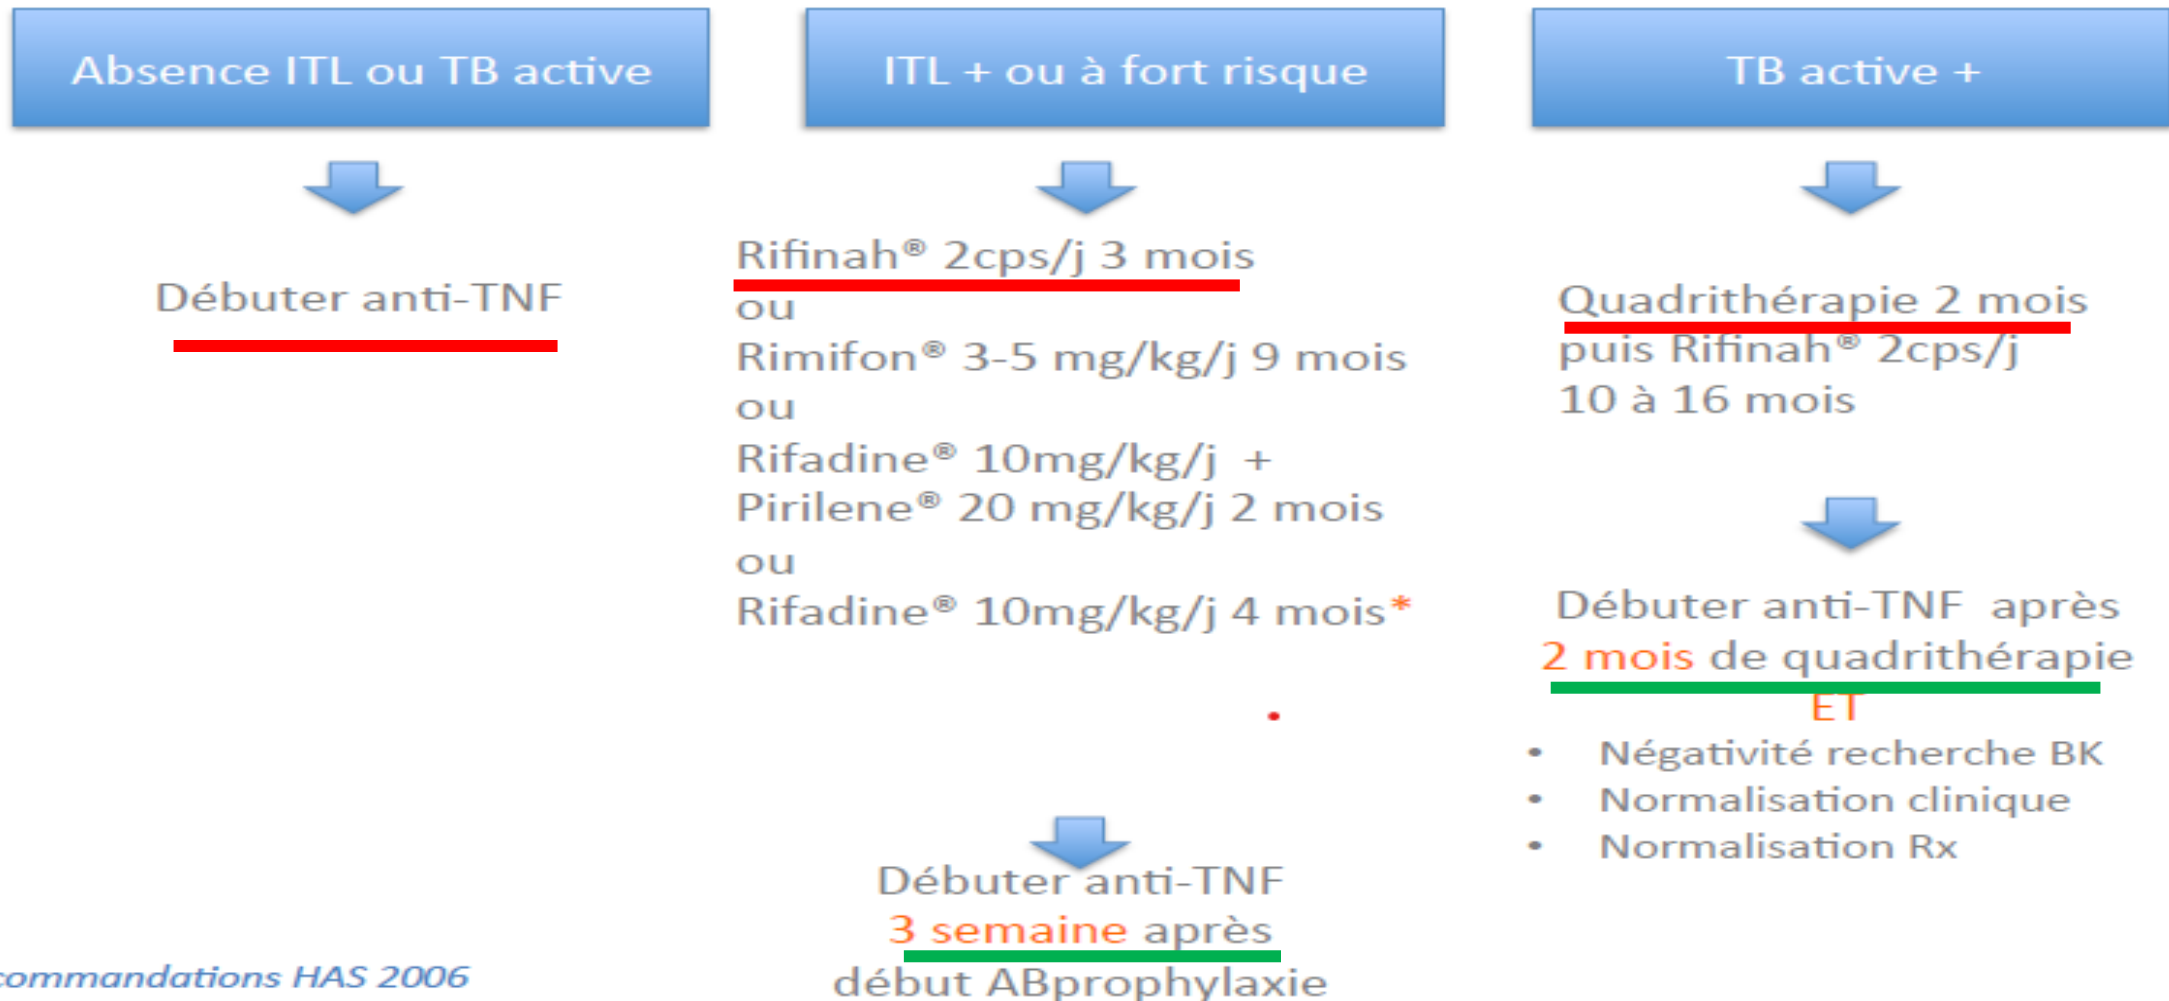 Absence ITL ou TB active
Débuter anti-TNF
ITL + ou à fort risque
Rifinah® 2cps/j 3 mois
ou
Rimifon® 3-5 mg/kg/j 9 mois
ou
Rifadine® 10mg/kg/j +
Pirilene® 20 mg/kg/j 2 mois
ou
Rifadine® 10mg/kg/j 4 mois*
Débuter anti-TNF
3 semaine après
début ABprophylaxie
TB active +
Quadrithérapie 2 mois
puis Rifinah® 2cps/j
10 à 16 mois
Débuter anti-TNF après
2 mois de quadrithérapie
ET
• Négativité recherche BK
• Normalisation clinique
• Normalisation Rx
commandations HAS 2006